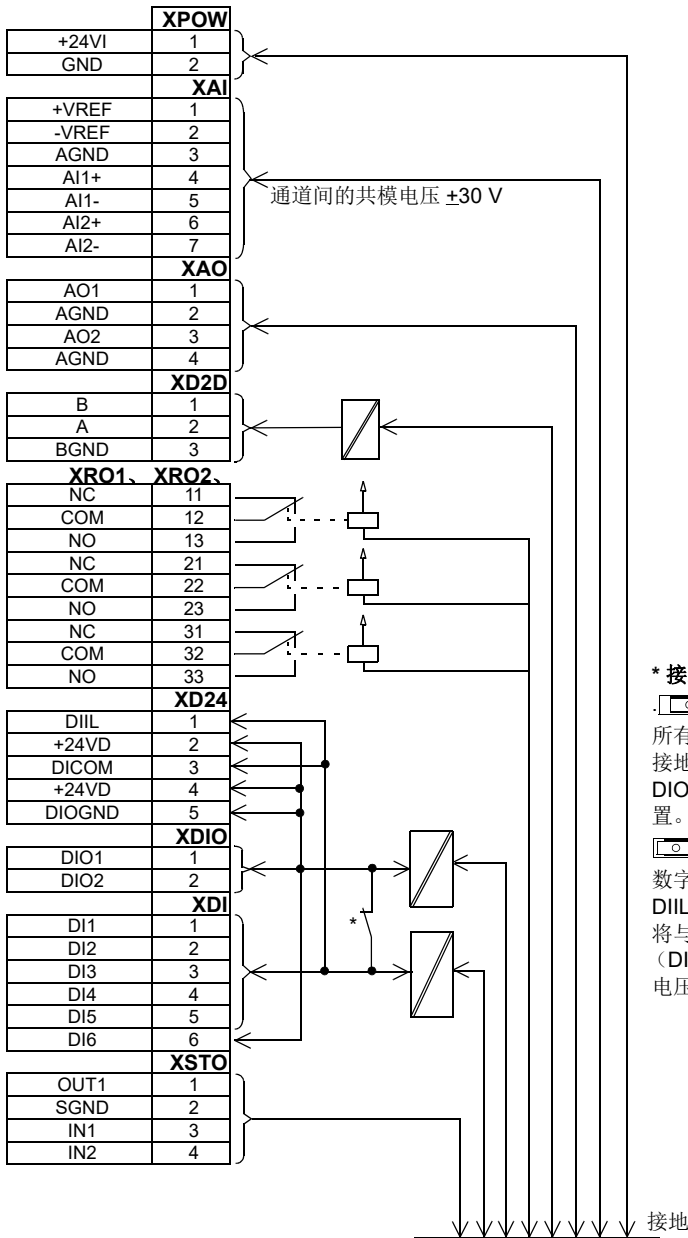 XPOW
+24VI 1
GND 2
XAI
+VREF 1
-VREF 2
AGND 3
AI1+ 4
AI1- 5
AI2+ 6
AI2- 7
通道间的共模电压 ±30 V
XAO
AO1 1
AGND 2
AO2 3
AGND 4
XD2D
B 1
A 2
BGND 3
XRO1、 XRO2、
NC 11
COM 12
NO 13
NC 21
COM 22
NO 23
NC 31
COM 32
NO 33
XD24
DIIL 1
+24VD 2
DICOM 3
+24VD 4
DIOGND 5
XDIO
DIO1 1
DIO2 2
XDI
DI1 1
DI2 2
DI3 3
DI4 4
DI5 5
DI6 6
XSTO
OUT1 1
SGND 2
IN1 3
IN2 4
*
* 接
所有
接地
DIO
置。
数字
DIIL
将与
（DI
电压
接地